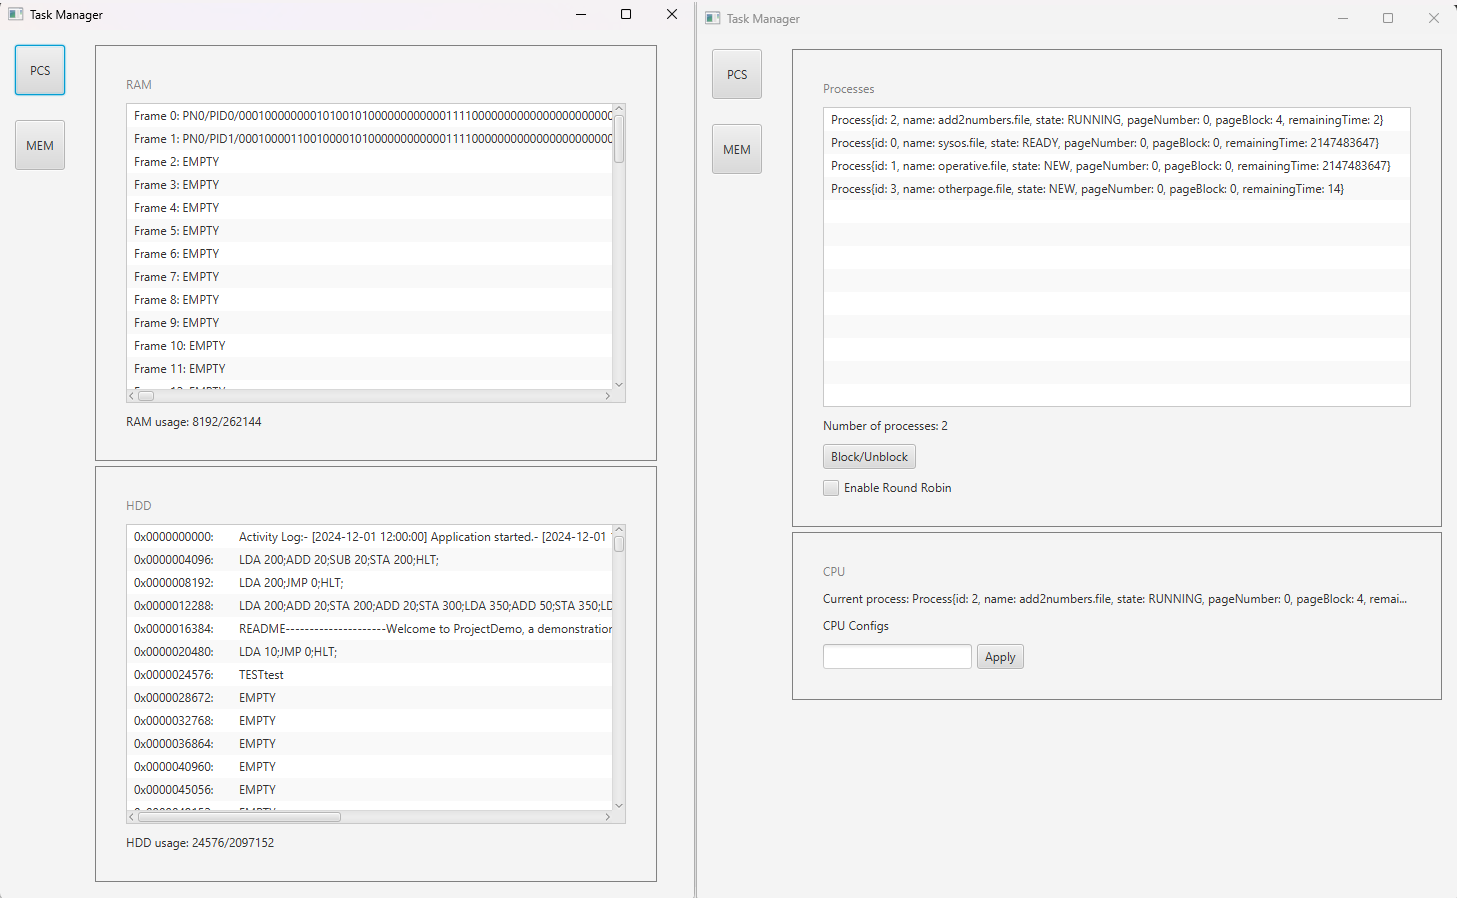 Task Manager
PCS
MEM
RAM
Frame 0: PN0/PID0/
Frame 1: PN0/PID1/
Frame 2: EMPTY
Frame 3: EMPTY
Frame 4: EMPTY
Frame 5: EMPTY
Frame 6: EMPTY
Frame 7: EMPTY
Frame 8: EMPTY
Frame 9: EMPTY
Frame 10: EMPTY
Frame 11: EMPTY
RAM usage: 8192/262144
HDD
0x0000000000: Activity Log:- [2024-12-01 12:00:00] Application started.- [2024-12-01
0x0000004096: LDA 200;ADD 20;SUB 20;STA 200;HLT;
0x0000008192: LDA 200;JMP 0;HLT;
0x0000012288: LDA 200;ADD 20;STA 200;ADD 20;STA 300;LDA 350;ADD 50;STA 350;LD
0x0000016384: README---------------------Welcome to ProjectDemo, a demonstration
0x0000020480: LDA 10;JMP 0;HLT;
0x0000024576: TESTtest
0x0000028672: EMPTY
0x0000032768: EMPTY
0x0000036864: EMPTY
0x0000040960: EMPTY
0x0000045056: EMPTY
HDD usage: 24576/2097152
Task Manager
PCS
MEM
Processes
Process{id: 2, name: add2numbers.file, state: RUNNING, pageNumber: 0, pageBlock: 4, remainingTime: 2}
Process{id: 0, name: sysos.file, state: READY, pageNumber: 0, pageBlock: 0, remainingTime: 2147483647}
Process{id: 1, name: operative.file, state: NEW, pageNumber: 0, pageBlock: 0, remainingTime: 2147483647}
Process{id: 3, name: otherpage.file, state: NEW, pageNumber: 0, pageBlock: 0, remainingTime: 14}
Number of processes: 2
Block/Unblock
Enable Round Robin
CPU
Current process: Process{id: 2, name: add2numbers.file, state: RUNNING, pageNumber: 0, pageBlock: 4, remai...
CPU Configs
Apply